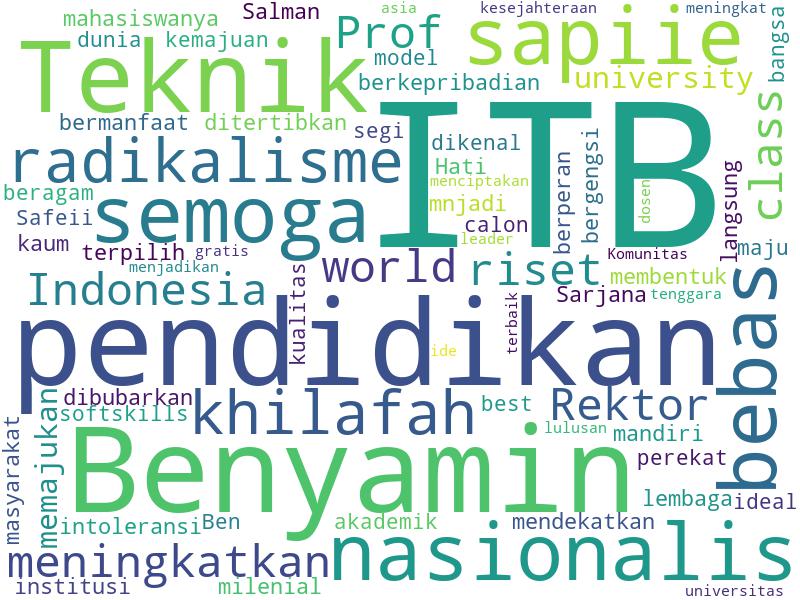 asia
kesejahteraan
meningkat
mahasiswanya
Salman
Prof
sapiie
bangsa
dunia
kemajuan
Teknik
model
berkepribadian
university
class
bermanfaat
ditertibkan
segi
ITB
dikenal
radikalisme
Hati
menciptakan
berperan
bergengsi
dosen
langsung
beragam
Safeii
semoga
mnjadi
calon
leader
kaum
terpilih
gratis
Komunitas
maju
menjadikan
world
riset
membentuk
Indonesia
kualitas
Sarjana
tenggara
terbaik
bebas
pendidikan
ide
dibubarkan
khilafah
best
Rektor
softskills
memajukan
masyarakat
Benyamin
lulusan
mandiri
perekat
lembaga
ideal
intoleransi
Ben
akademik
mendekatkan
meningkatkan
nasionalis
institusi
milenial
universitas